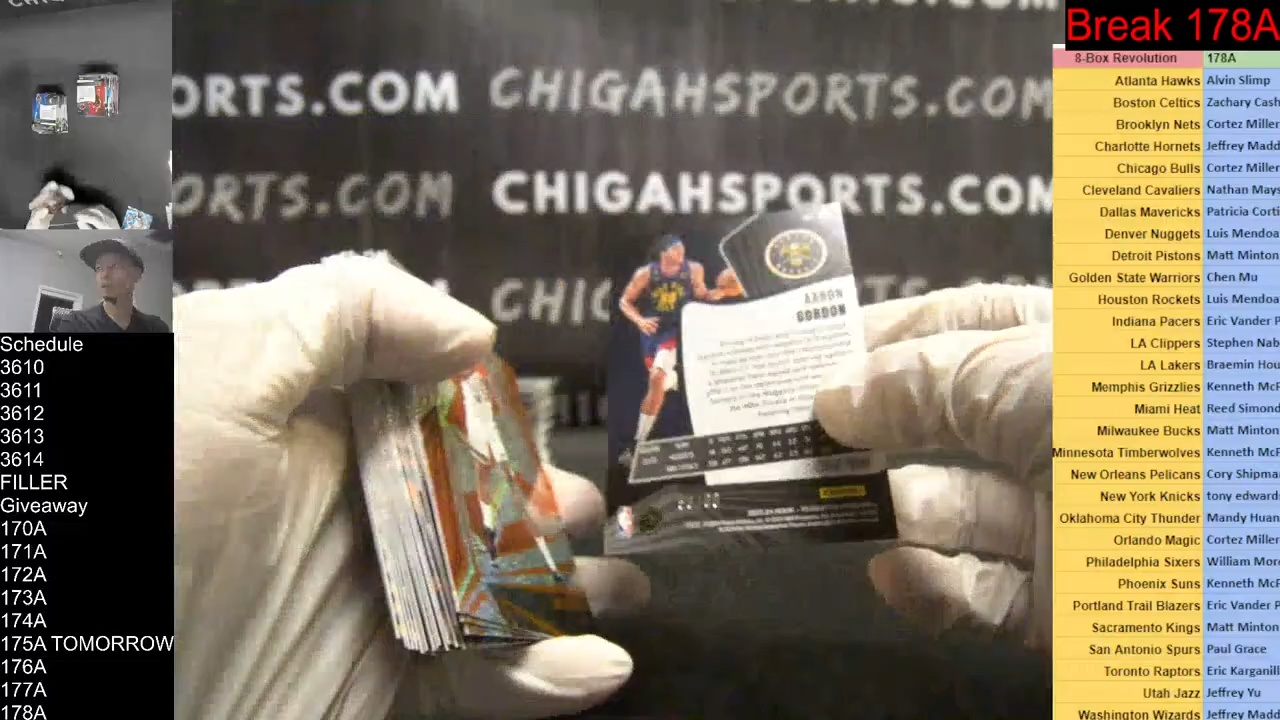 Break 178A
8-Box Revolution 178A
Atlanta Hawks Alvin Slimp
Boston Celtics Zachary Cash
Brooklyn Nets Cortez Miller
Charlotte Hornets Jeffrey Madd
Chicago Bulls Cortez Miller
Cleveland Cavaliers Nathan Mays
Dallas Mavericks Patricia Corti
Denver Nuggets Luis Mendoa
Detroit Pistons Matt Minton
Golden State Warriors Chen Mu
Houston Rockets Luis Mendoa
Indiana Pacers Eric Vander P
LA Clippers Stephen Nab
LA Lakers Braemin Hou
Memphis Grizzlies Kenneth McF
Miami Heat Reed Simond
Milwaukee Bucks Matt Minton
Minnesota Timberwolves Kenneth McF
New Orleans Pelicans Cory Shipma
New York Knicks tony edward
Oklahoma City Thunder Mandy Huan
Orlando Magic Cortez Miller
Philadelphia Sixers William More
Phoenix Suns Kenneth McF
Portland Trail Blazers Eric Vander P
Sacramento Kings Matt Minton
San Antonio Spurs Paul Grace
Toronto Raptors Eric Karganill
Utah Jazz Jeffrey Yu
Washington Wizards Jeffrey Madd
ORTS.COM CHIGAHSPORTS.COM
ORTS.COM CHIGAHSPORTS.COM
CHIG
AARON
GORDON
Schedule
3610
3611
3612
3613
3614
FILLER
Giveaway
170A
171A
172A
173A
174A
175A TOMORROW
176A
177A
178A